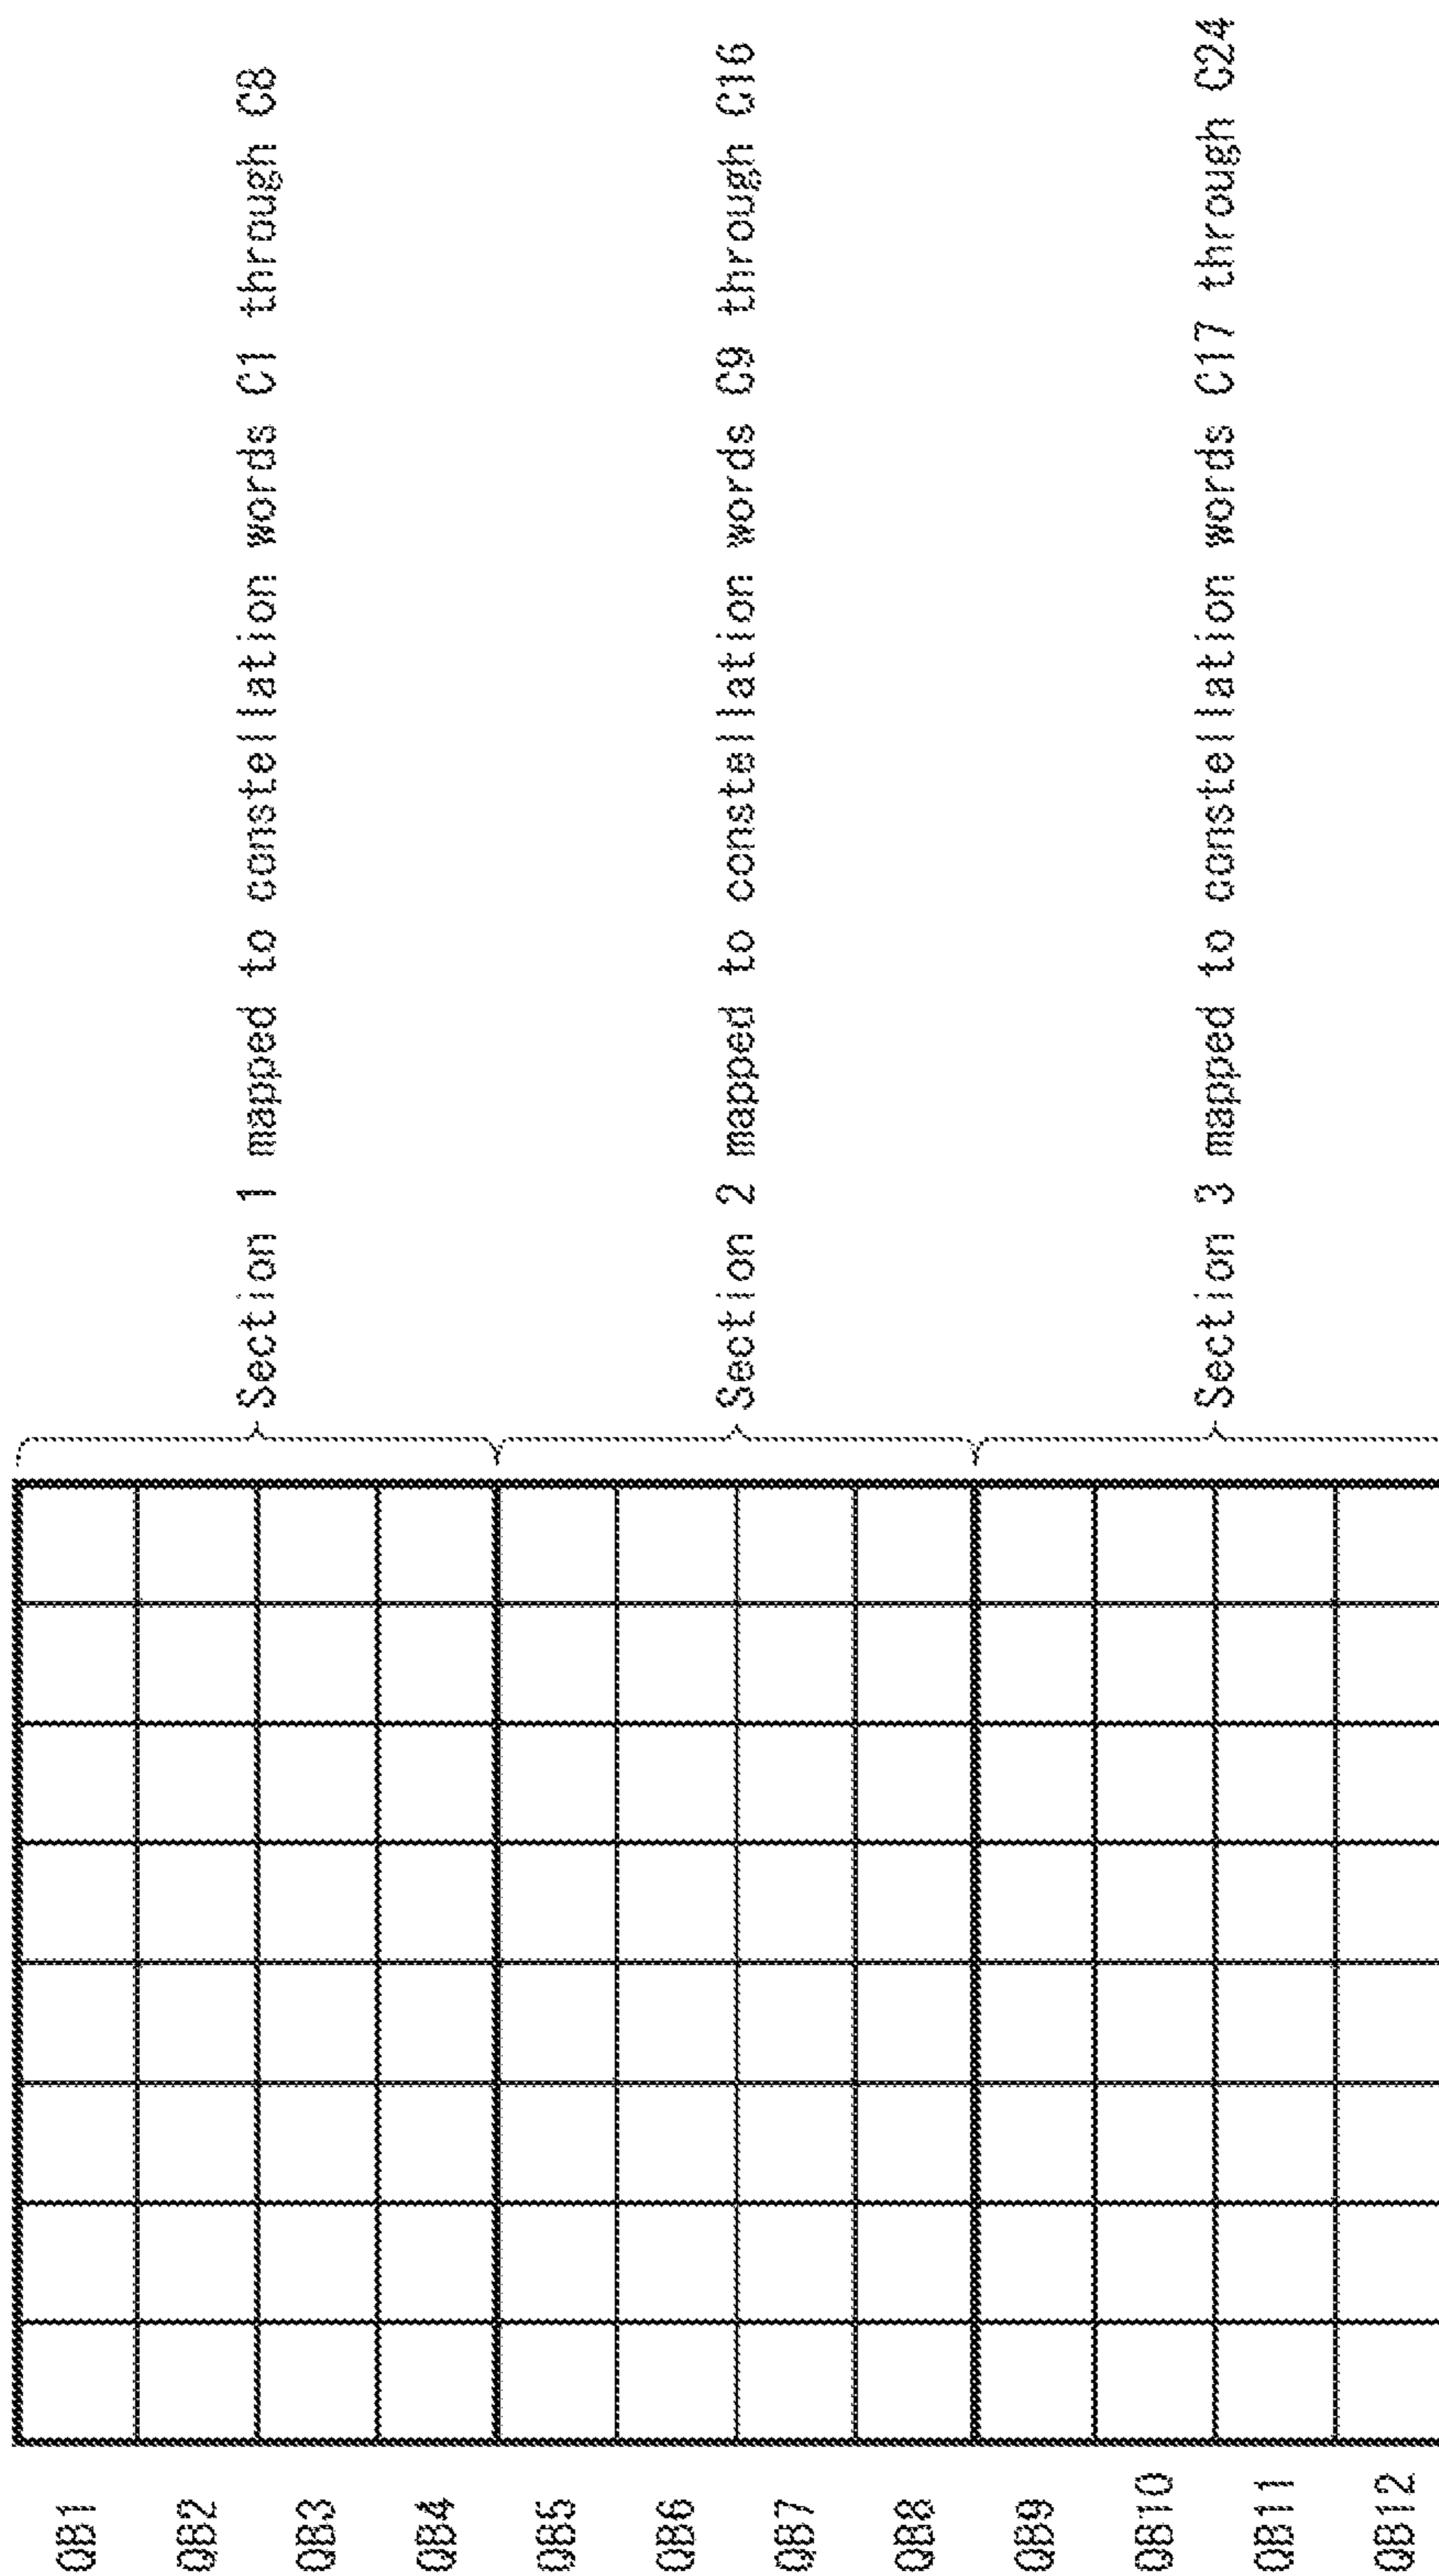 QB1
QB2
QB3
QB4
QB5
QB6
QB7
QB8
QB9
QB10
QB11
QB12
Section 1 mapped to constellation words C1 through C8
Section 2 mapped to constellation words C9 through C16
Section 3 mapped to constellation words C17 through C24